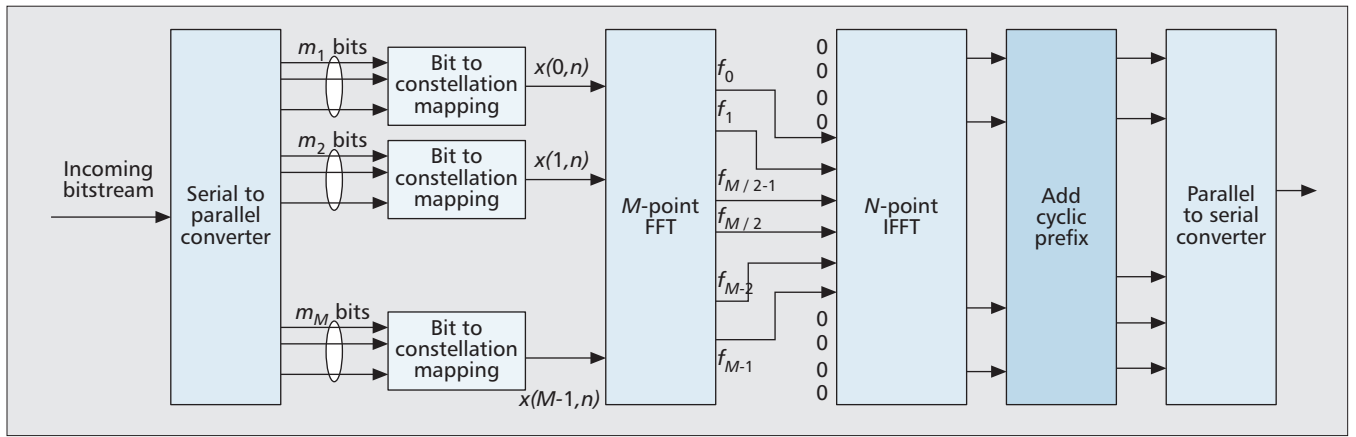 Incoming
bitstream
Serial to
parallel
converter
m1 bits
m2 bits
mM bits
Bit to
constellation
mapping
Bit to
constellation
mapping
Bit to
constellation
mapping
x(0,n)
x(1,n)
x(M-1,n)
M-point
FFT
f0
f1
fM / 2-1
fM / 2
fM-2
fM-1
0
0
0
0
0
0
0
0
N-point
IFFT
Add
cyclic
prefix
Parallel
to serial
converter